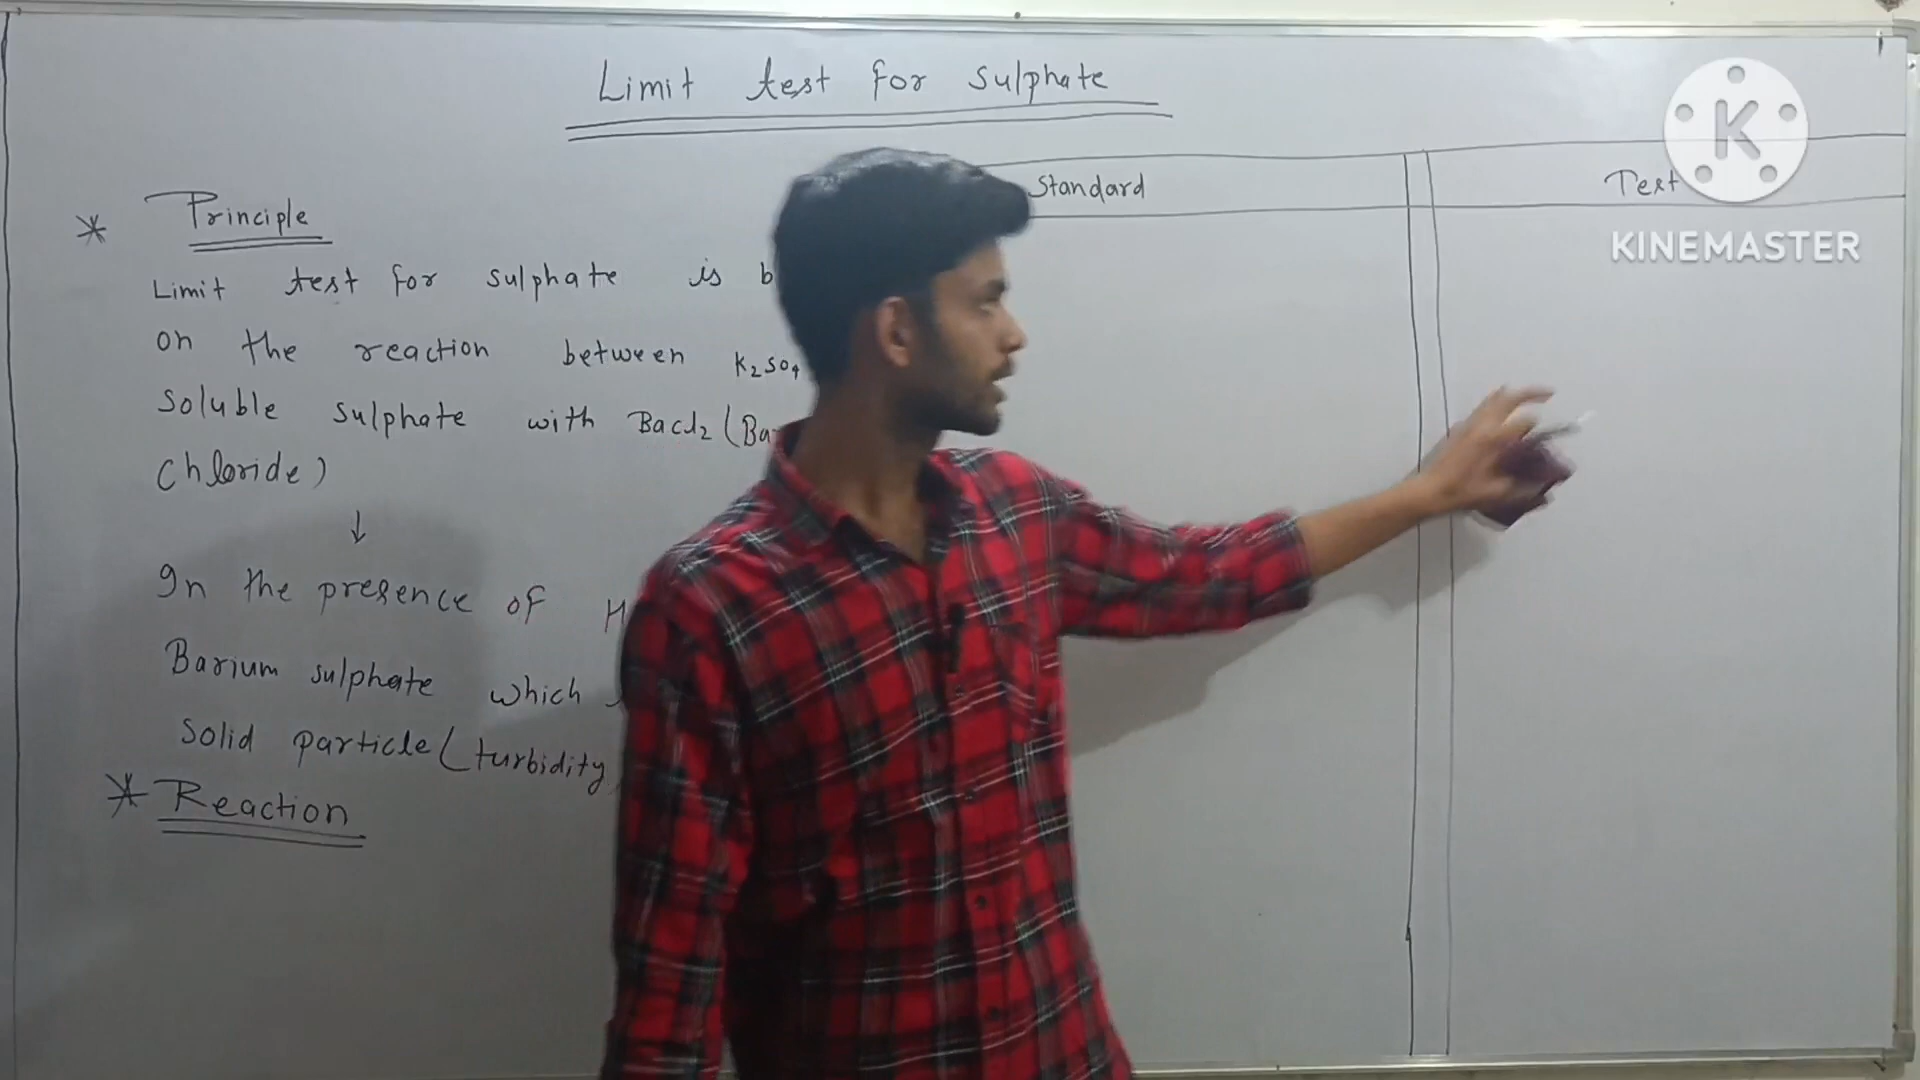 Limit test for sulphate
* Principle
Limit test for sulphate is
on the reaction between K2SO4
soluble sulphate with Bacl2 (
Chloride)
↓
In the presence of
Barium sulphate which
Solid particle (turbidity
* Reaction
Standard
Test
K
KINEMASTER